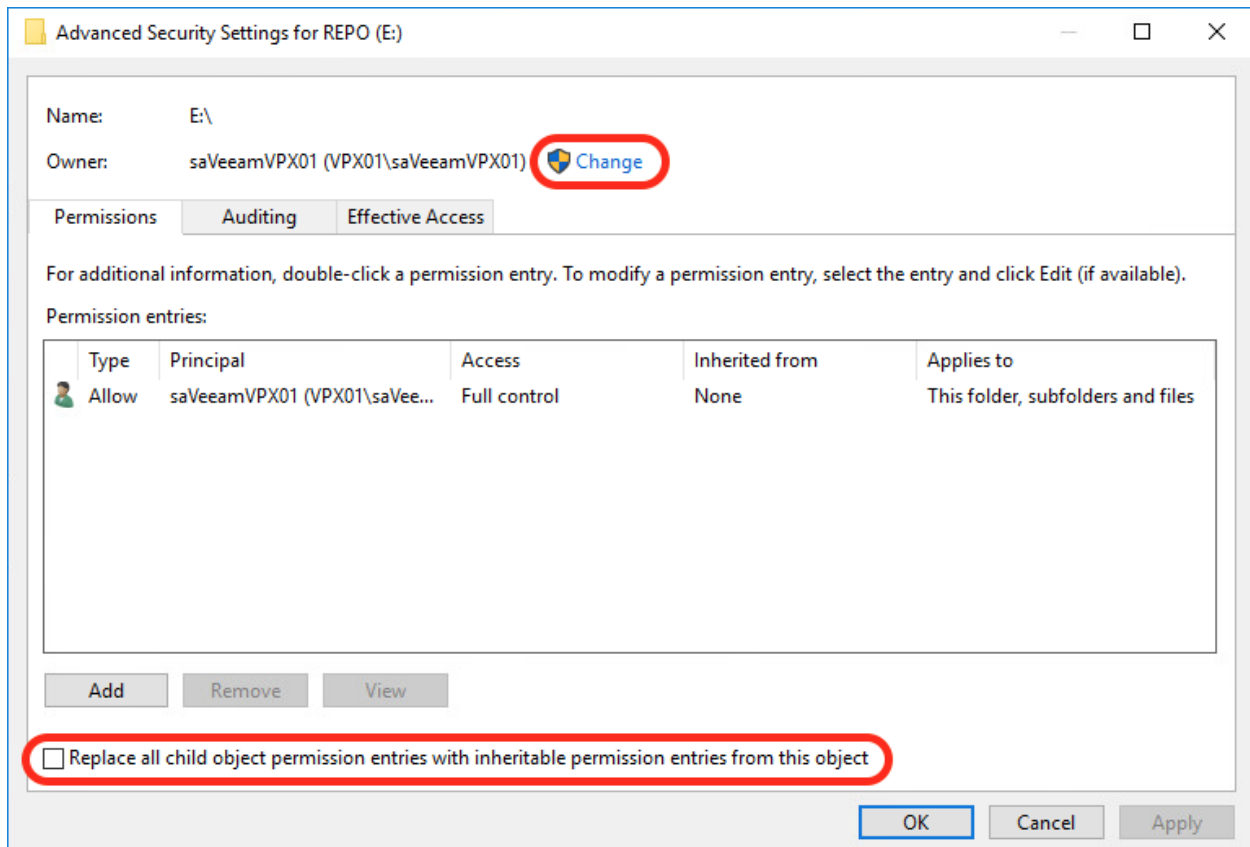 Advanced Security Settings for REPO (E:)
Name: E:\
Owner: saVeeamVPX01 (VPX01\saVeeamVPX01) Change
Permissions Auditing Effective Access
For additional information, double-click a permission entry. To modify a permission entry, select the entry and click Edit (if available).
Permission entries:
Type Principal Access Inherited from Applies to
Allow saVeeamVPX01 (VPX01\saVee... Full control None This folder, subfolders and files
Add Remove View
Replace all child object permission entries with inheritable permission entries from this object
OK Cancel Apply